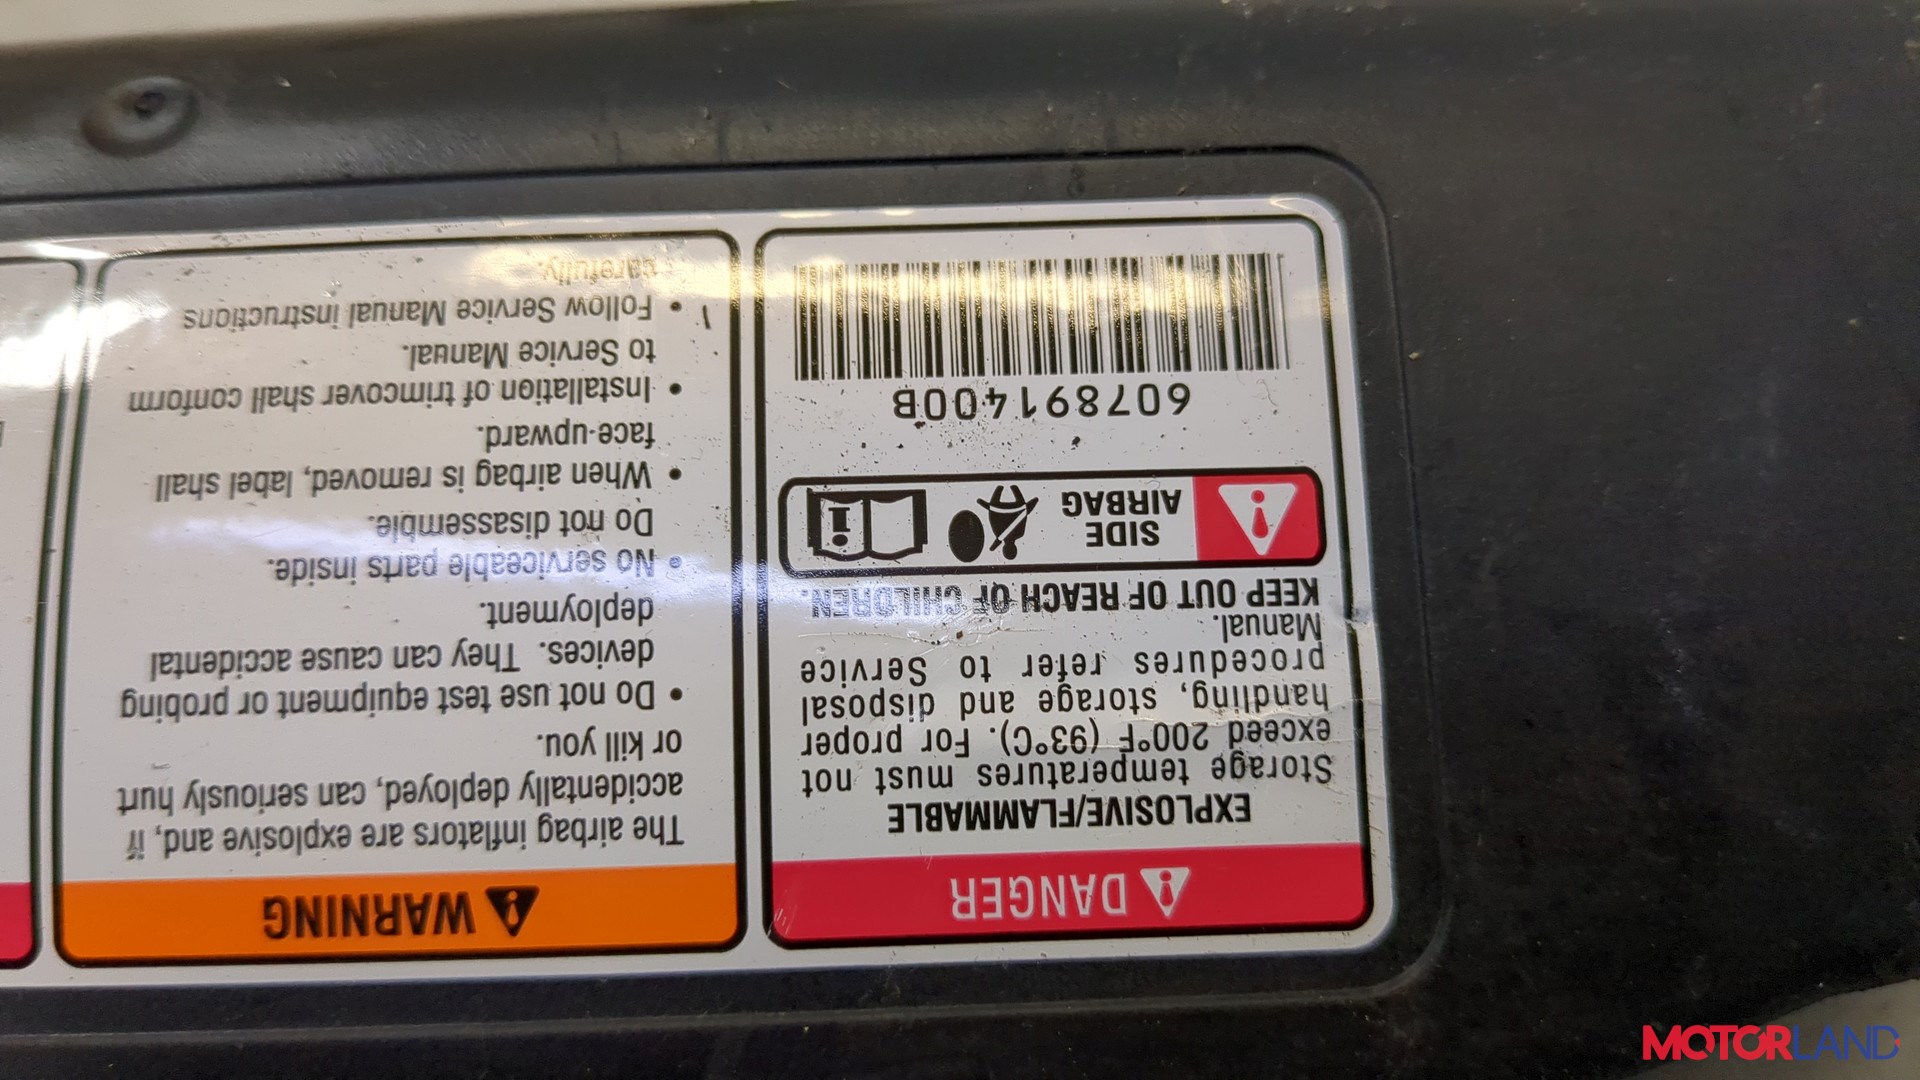 DANGER
EXPLOSIVE/FLAMMABLE
Storage temperatures must not
exceed 200°F (93°C). For proper
handling, storage and disposal
procedures refer to Service
Manual.
KEEP OUT OF REACH OF CHILDREN.
SIDE
AIRBAG
607891400B
WARNING
The airbag inflators are explosive and, if
accidentally deployed, can seriously hurt
or kill you.
• Do not use test equipment or probing
devices. They can cause accidental
deployment.
• No serviceable parts inside.
Do not disassemble.
• When airbag is removed, label shall
face-upward.
• Installation of trimcover shall conform
to Service Manual.
• Follow Service Manual instructions
carefully.
MOTORLAND